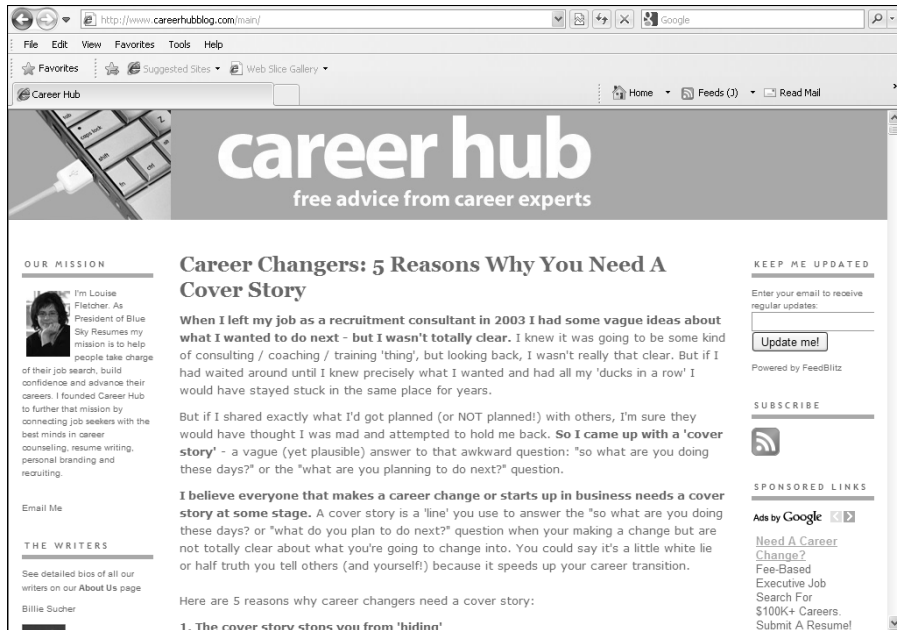 http://www.careerhubblog.com/main/
Google
File Edit View Favorites Tools Help
Favorites Suggested Sites Web Slice Gallery
Career Hub
Home Feeds (J) Read Mail
caps lock
shift
fn
ctrl
alt
Z
career hub
free advice from career experts
OUR MISSION
I'm Louise
Fletcher. As
President of Blue
Sky Resumes my
mission is to help
people take charge
of their job search, build
confidence and advance their
careers. I founded Career Hub
to further that mission by
connecting job seekers with the
best minds in career
counseling, resume writing,
personal branding and
recruiting.
Email Me
THE WRITERS
See detailed bios of all our
writers on our About Us page
Billie Sucher
Career Changers: 5 Reasons Why You Need A
Cover Story
When I left my job as a recruitment consultant in 2003 I had some vague ideas about
what I wanted to do next - but I wasn't totally clear. I knew it was going to be some kind
of consulting / coaching / training 'thing', but looking back, I wasn't really that clear. But if I
had waited around until I knew precisely what I wanted and had all my 'ducks in a row' I
would have stayed stuck in the same place for years.
But if I shared exactly what I'd got planned (or NOT planned!) with others, I'm sure they
would have thought I was mad and attempted to hold me back. So I came up with a 'cover
story' - a vague (yet plausible) answer to that awkward question: "so what are you doing
these days?" or the "what are you planning to do next?" question.
I believe everyone that makes a career change or starts up in business needs a cover
story at some stage. A cover story is a 'line' you use to answer the "so what are you doing
these days? or "what do you plan to do next?" question when your making a change but are
not totally clear about what you're going to change into. You could say it's a little white lie
or half truth you tell others (and yourself!) because it speeds up your career transition.
Here are 5 reasons why career changers need a cover story:
1. The cover story stops you from 'hiding'
KEEP ME UPDATED
Enter your email to receive
regular updates:
Update me!
Powered by FeedBlitz
SUBSCRIBE
SPONSORED LINKS
Ads by Google
Need A Career
Change?
Fee-Based
Executive Job
Search For
$100K+ Careers.
Submit A Resume!